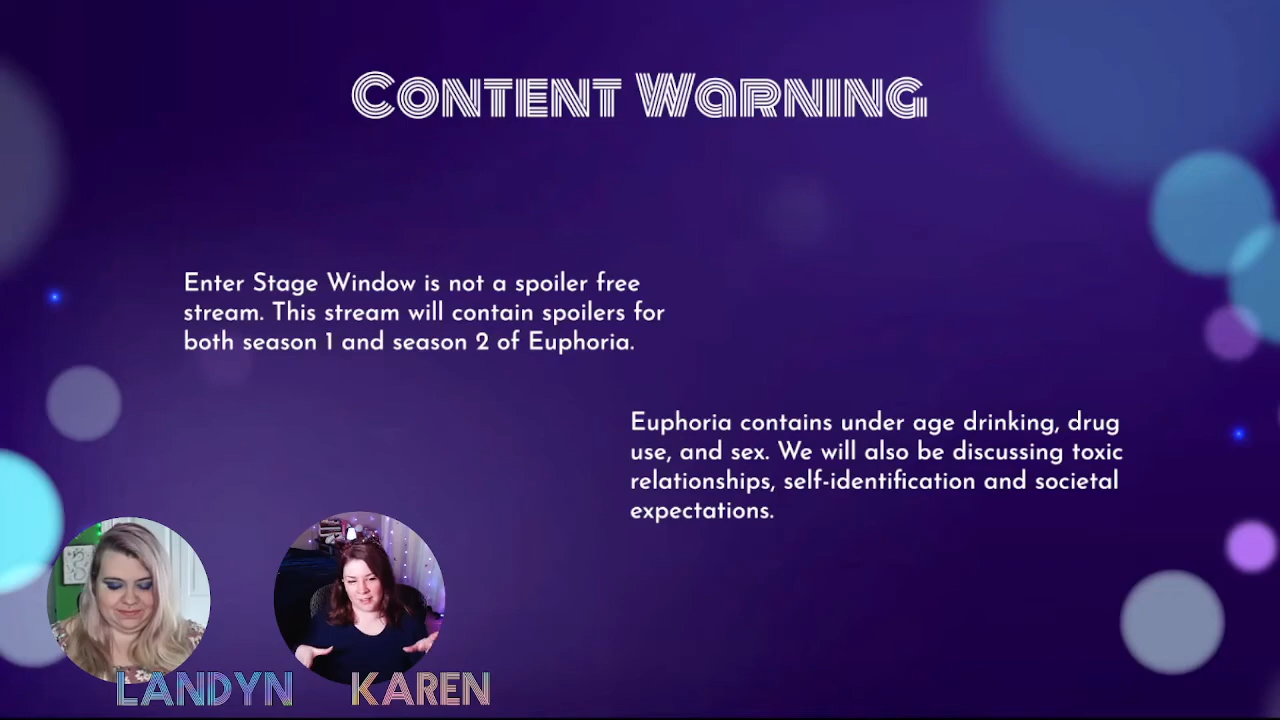 Content Warning
Enter Stage Window is not a spoiler free
stream. This stream will contain spoilers for
both season 1 and season 2 of Euphoria.
Euphoria contains under age drinking, drug
use, and sex. We will also be discussing toxic
relationships, self-identification and societal
expectations.
LANDYN KAREN